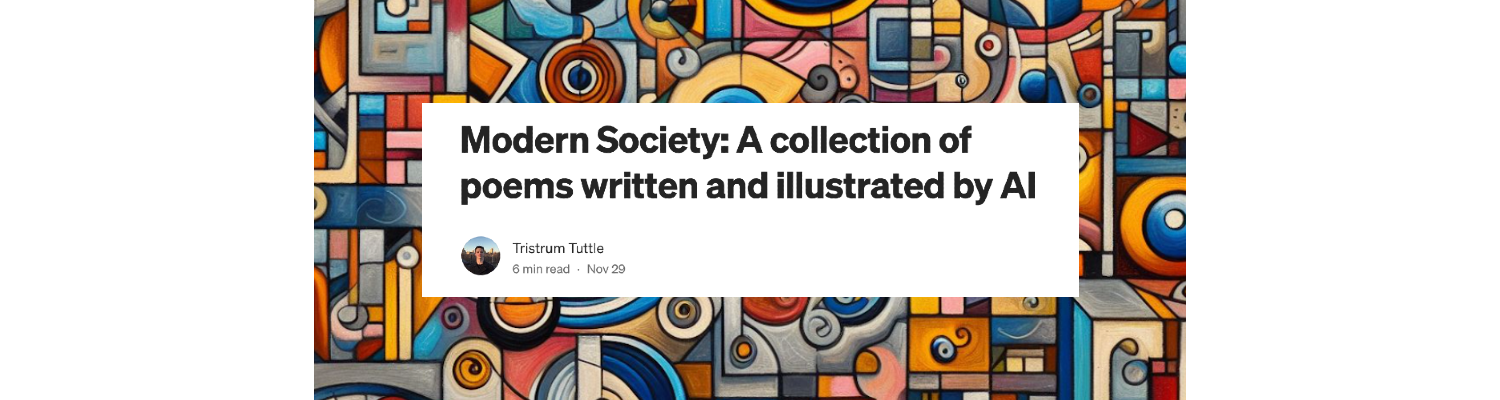 Modern Society: A collection of
poems written and illustrated by AI
Tristrum Tuttle
6 min read · Nov 29